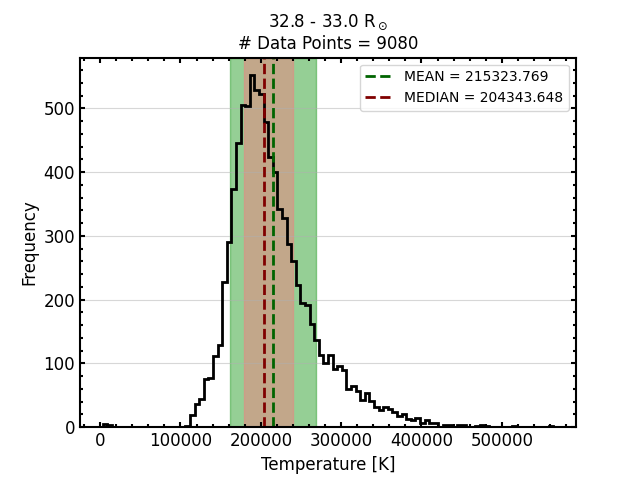 32.8 - 33.0 R⊙
# Data Points = 9080
MEAN = 215323.769
MEDIAN = 204343.648
Frequency
500
400
300
200
100
0
0 100000 200000 300000 400000 500000
Temperature [K]